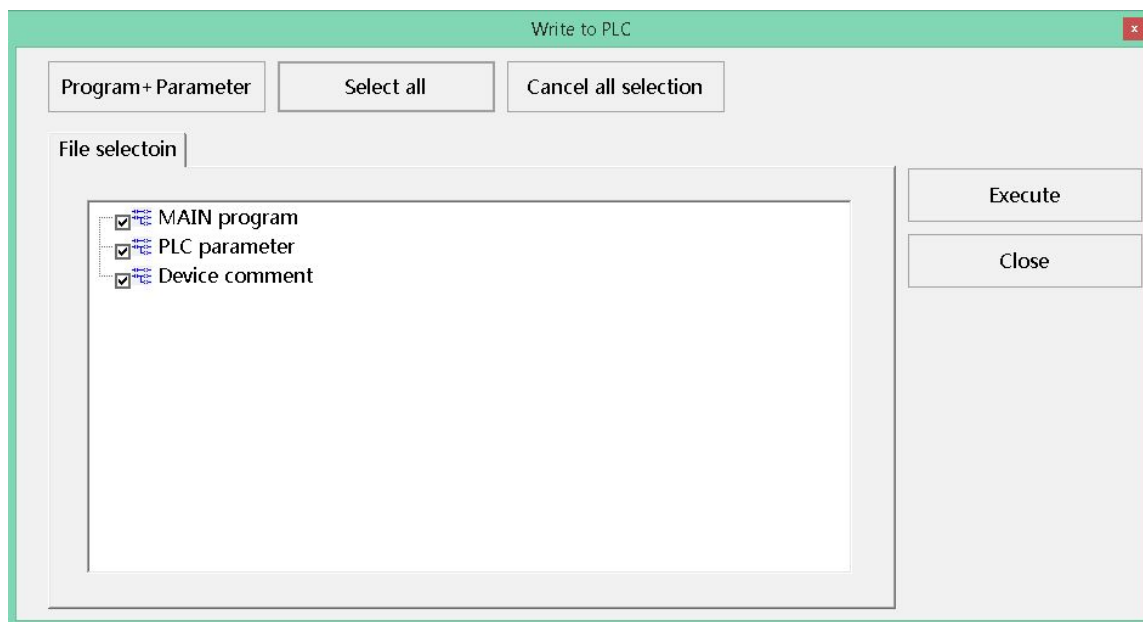 Write to PLC
x
Program+Parameter
Select all
Cancel all selection
File selectoin
Execute
MAIN program
PLC parameter
Close
Device comment